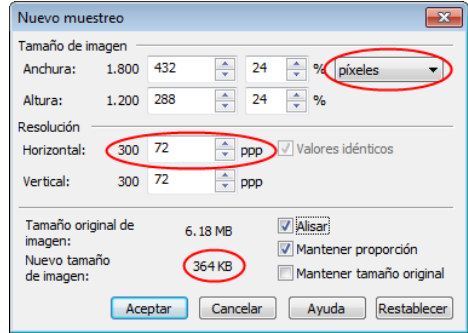 Nuevo muestreo
Tamaño de imagen
Anchura: 1.800 432 24 % píxeles
Altura: 1.200 288 24 %
Resolución
Horizontal: 300 72 ppp Valores idénticos
Vertical: 300 72 ppp
Tamaño original de
imagen: 6.18 MB Alisar
Nuevo tamaño
de imagen: 364 KB Mantener proporción
Mantener tamaño original
Aceptar Cancelar Ayuda Restablecer